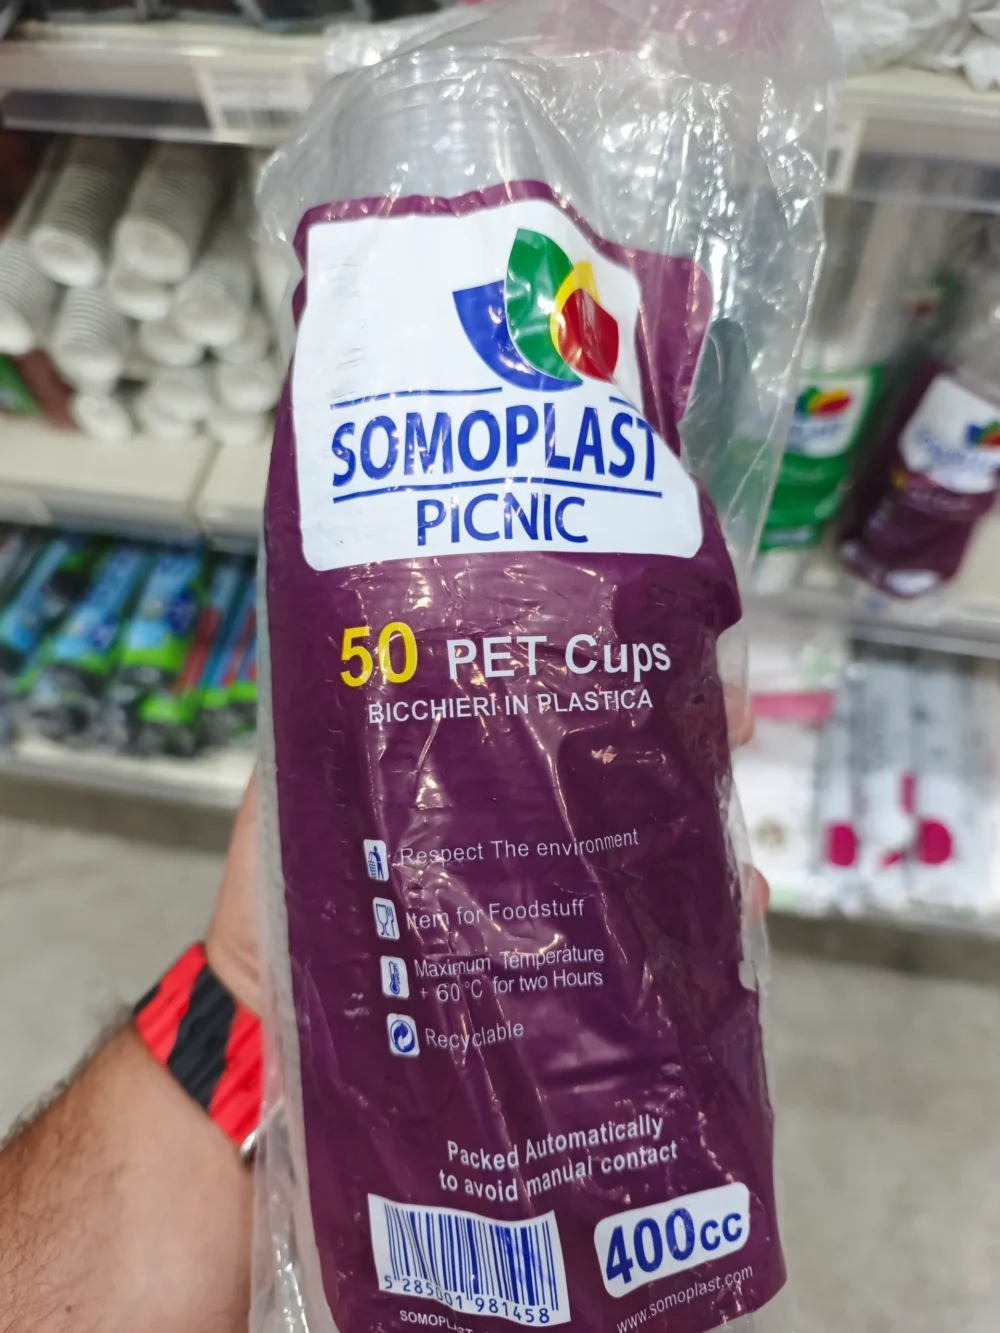 SOMOPLAST
PICNIC
50 PET Cups
BICCHIERI IN PLASTICA
Respect The environment
Item for Foodstuff
Maximum Temperature
+ 60 °C for two Hours
Recyclable
Packed Automatically
to avoid manual contact
400cc
5 285001 981458
www.somoplast.com
SOMOPLAST